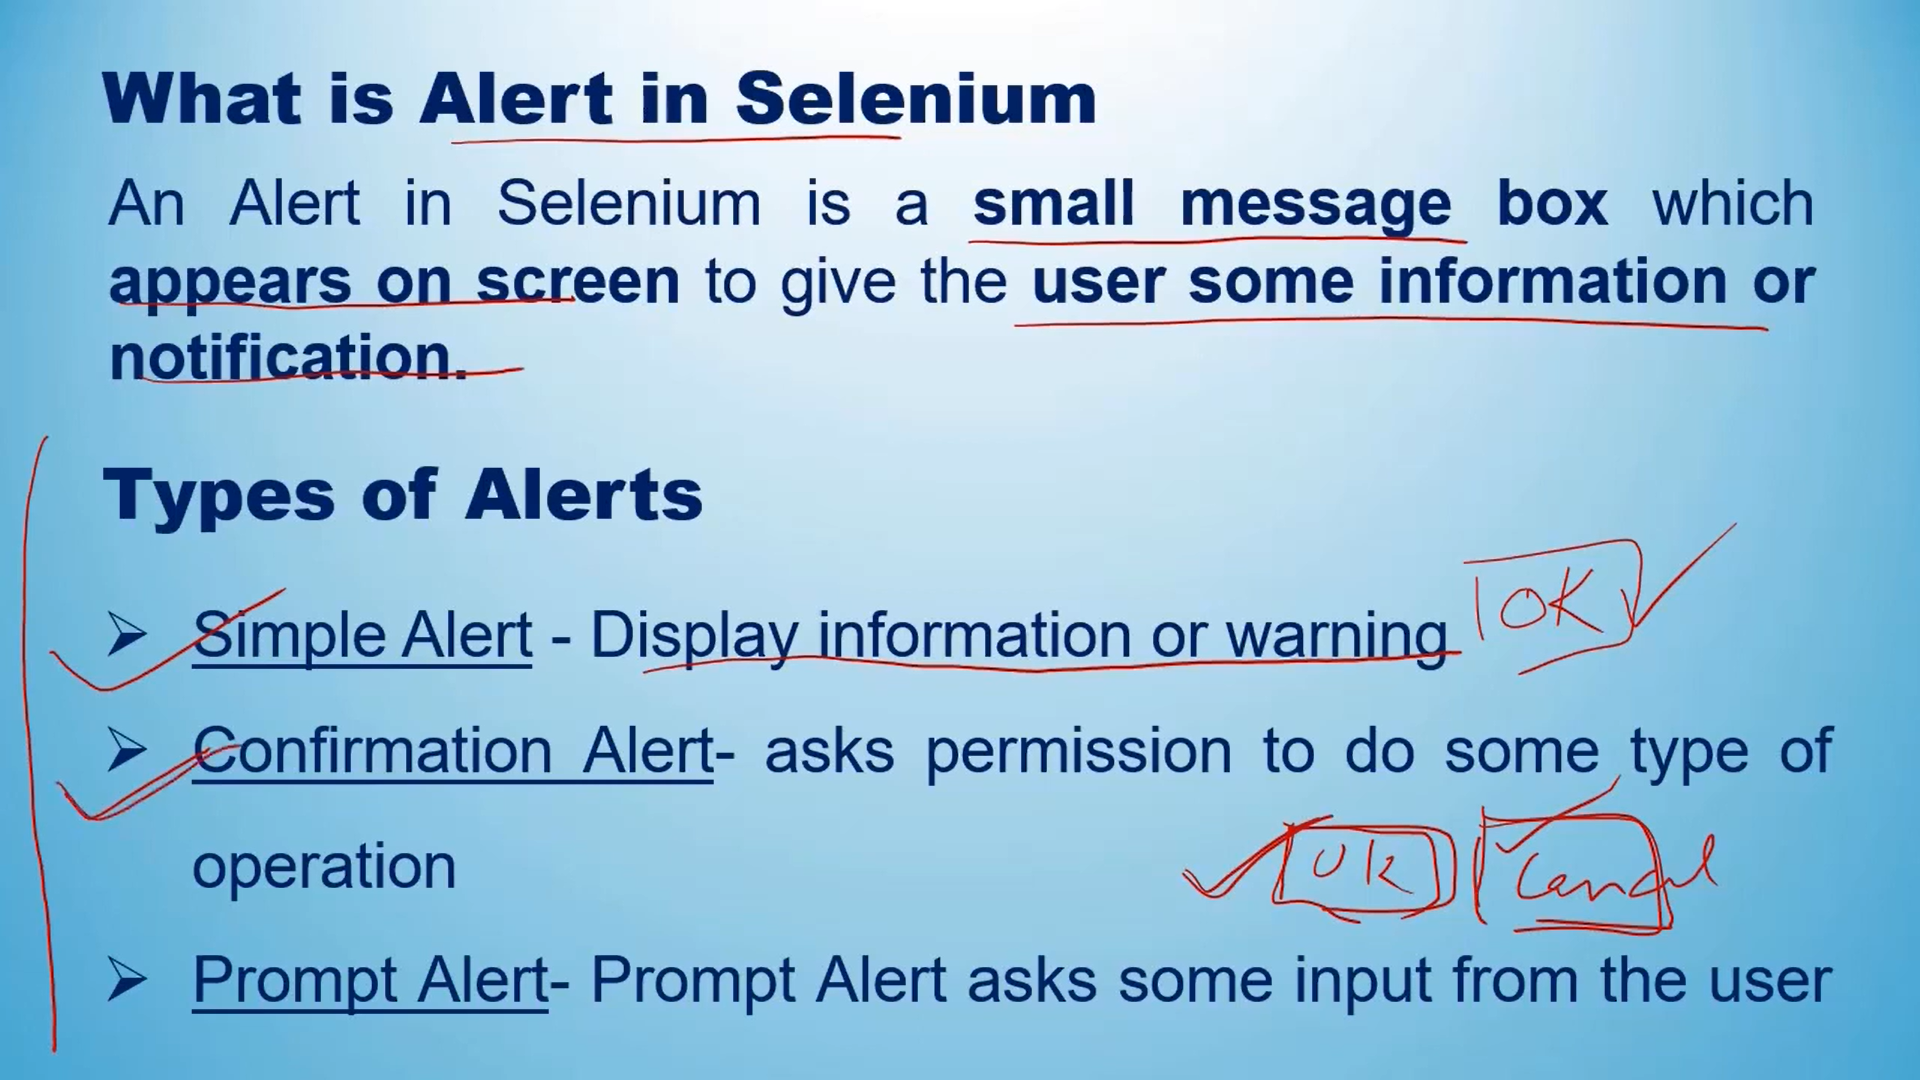 What is Alert in Selenium
An Alert in Selenium is a small message box which
appears on screen to give the user some information or
notification.
Types of Alerts
➢ Simple Alert - Display information or warning OK
➢ Confirmation Alert- asks permission to do some type of
operation
OK Cancel
➢ Prompt Alert- Prompt Alert asks some input from the user